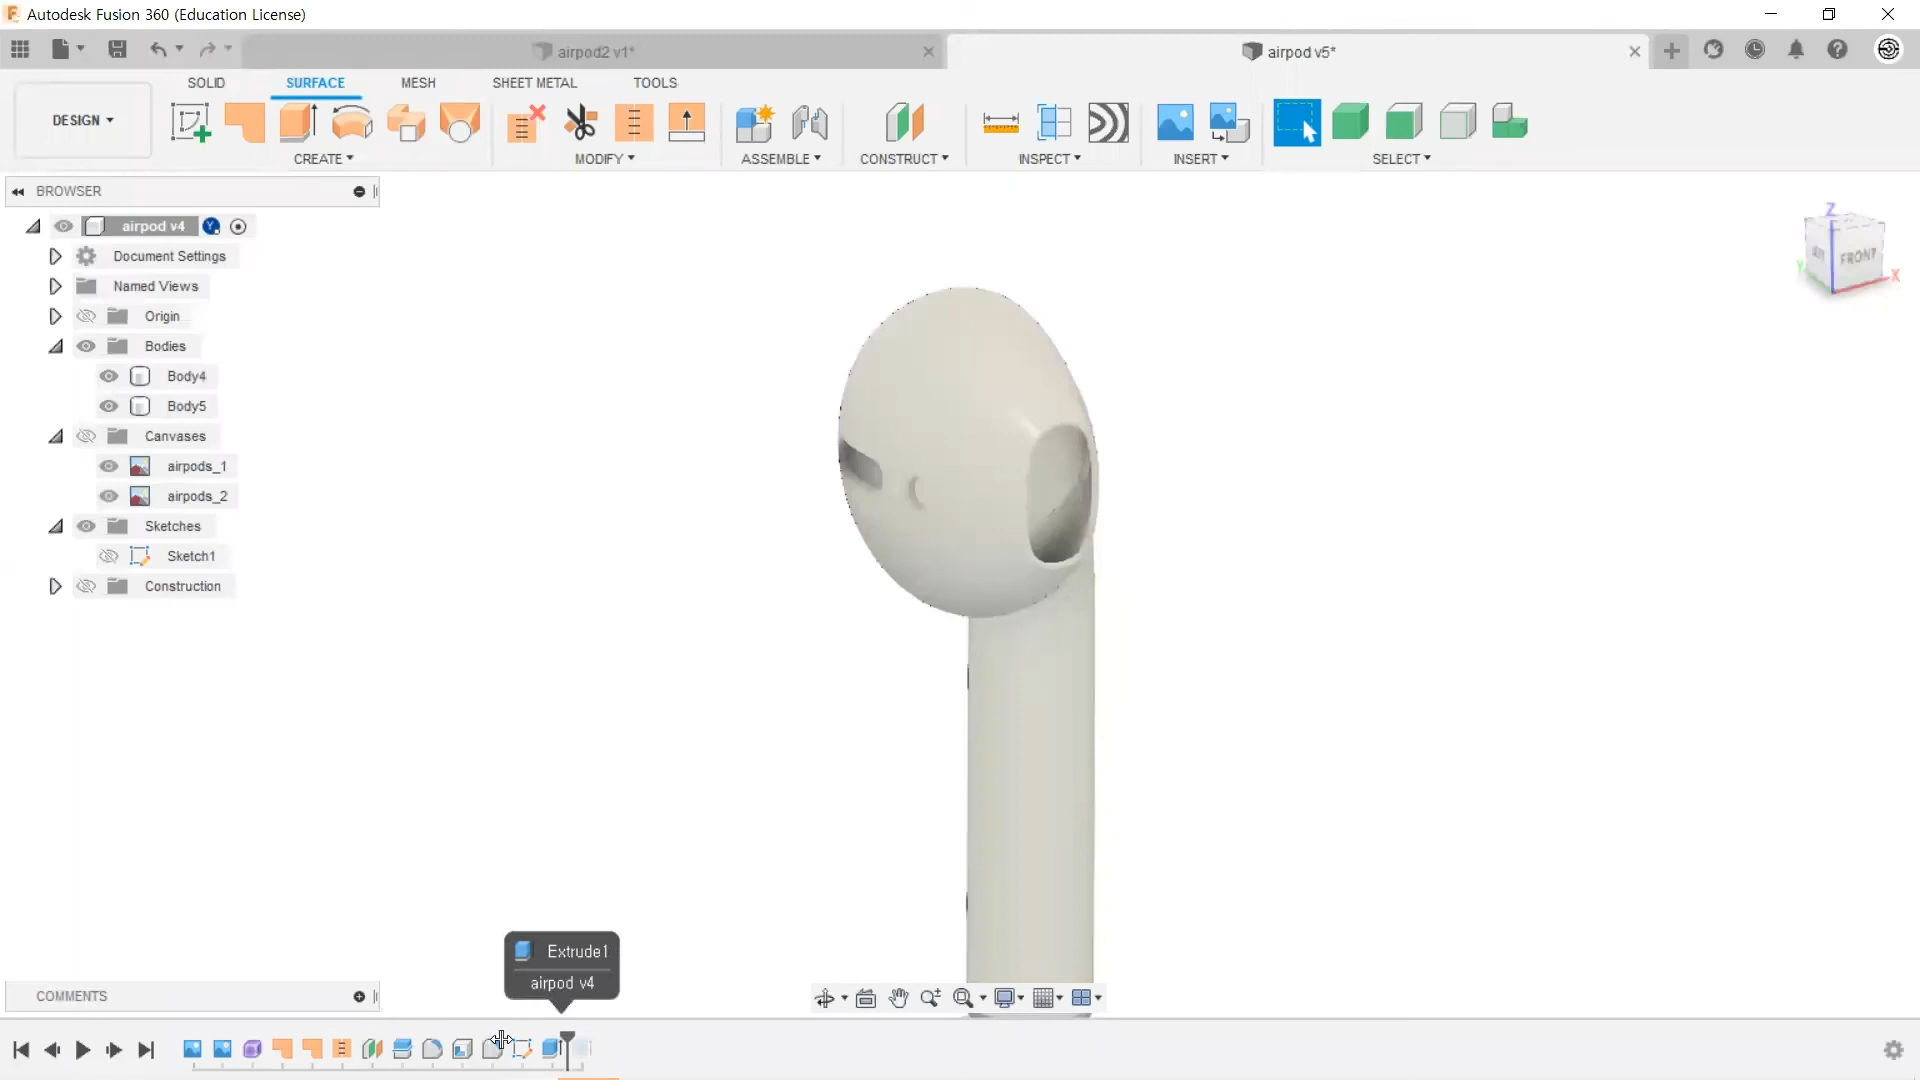 Autodesk Fusion 360 (Education License)
airpod2 v1*
airpod v5*
SOLID SURFACE MESH SHEET METAL TOOLS
DESIGN
CREATE MODIFY ASSEMBLE CONSTRUCT INSPECT INSERT SELECT
BROWSER
airpod v4
Document Settings
Named Views
Origin
Bodies
Body4
Body5
Canvases
airpods_1
airpods_2
Sketches
Sketch1
Construction
Z
FRONT
Y
X
Extrude1
airpod v4
COMMENTS